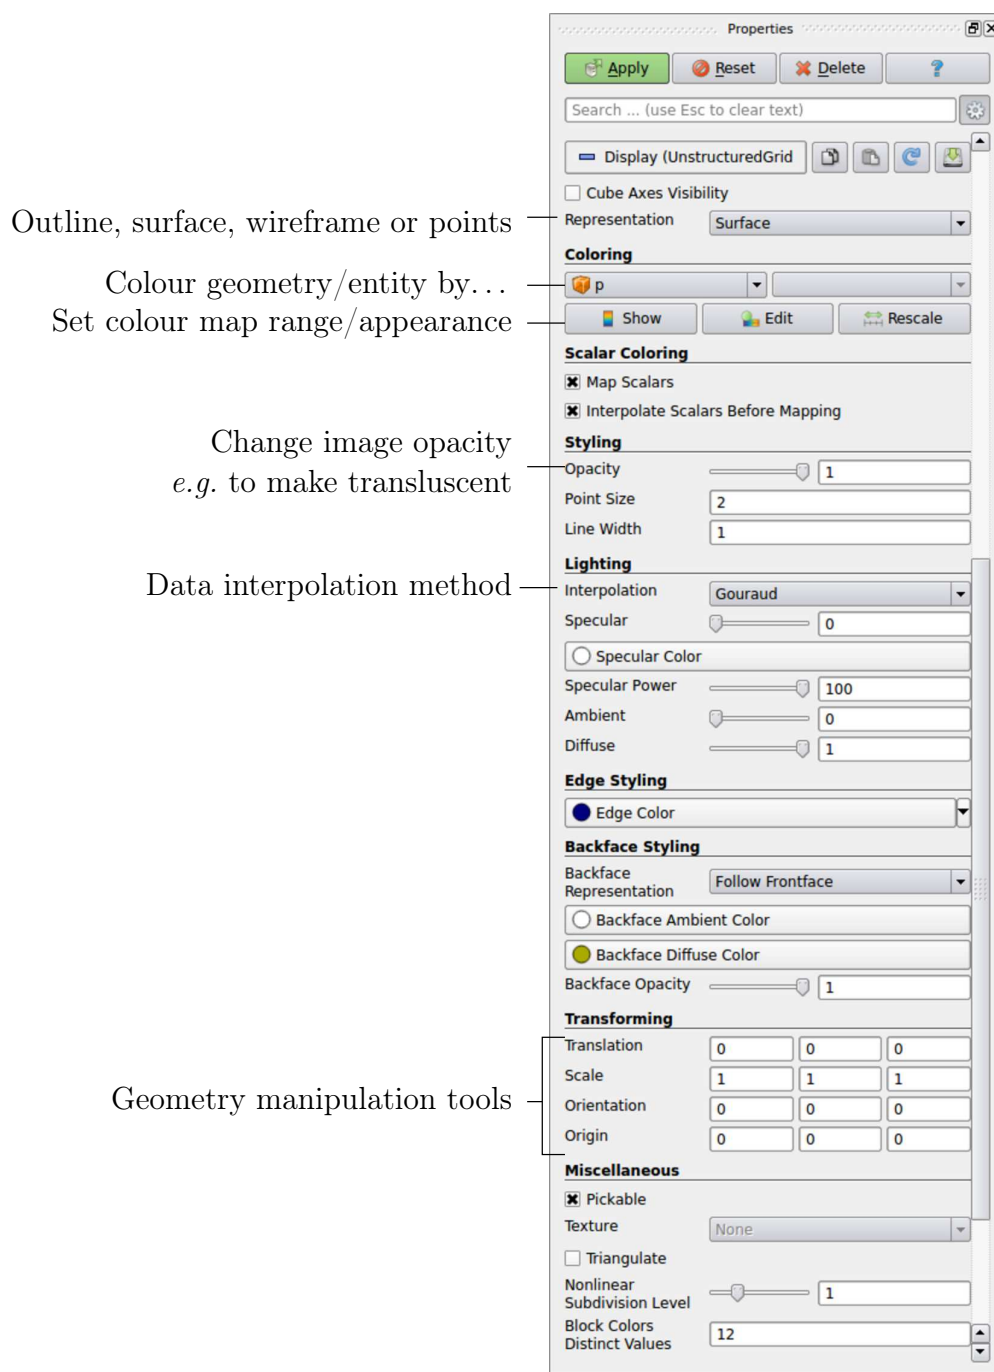 Properties
Apply
Reset
Delete
?
Search ... (use Esc to clear text)
Display (UnstructuredGrid
Cube Axes Visibility
Outline, surface, wireframe or points
Representation
Surface
Coloring
Colour geometry/entity by...
p
Set colour map range/appearance
Show
Edit
Rescale
Scalar Coloring
Map Scalars
Interpolate Scalars Before Mapping
Styling
Change image opacity
e.g. to make transluscent
Opacity
1
Point Size
2
Line Width
1
Lighting
Data interpolation method
Interpolation
Gouraud
Specular
0
Specular Color
Specular Power
100
Ambient
0
Diffuse
1
Edge Styling
Edge Color
Backface Styling
Backface
Representation
Follow Frontface
Backface Ambient Color
Backface Diffuse Color
Backface Opacity
1
Transforming
Geometry manipulation tools
Translation
0 0 0
Scale
1 1 1
Orientation
0 0 0
Origin
0 0 0
Miscellaneous
Pickable
Texture
None
Triangulate
Nonlinear
Subdivision Level
1
Block Colors
Distinct Values
12